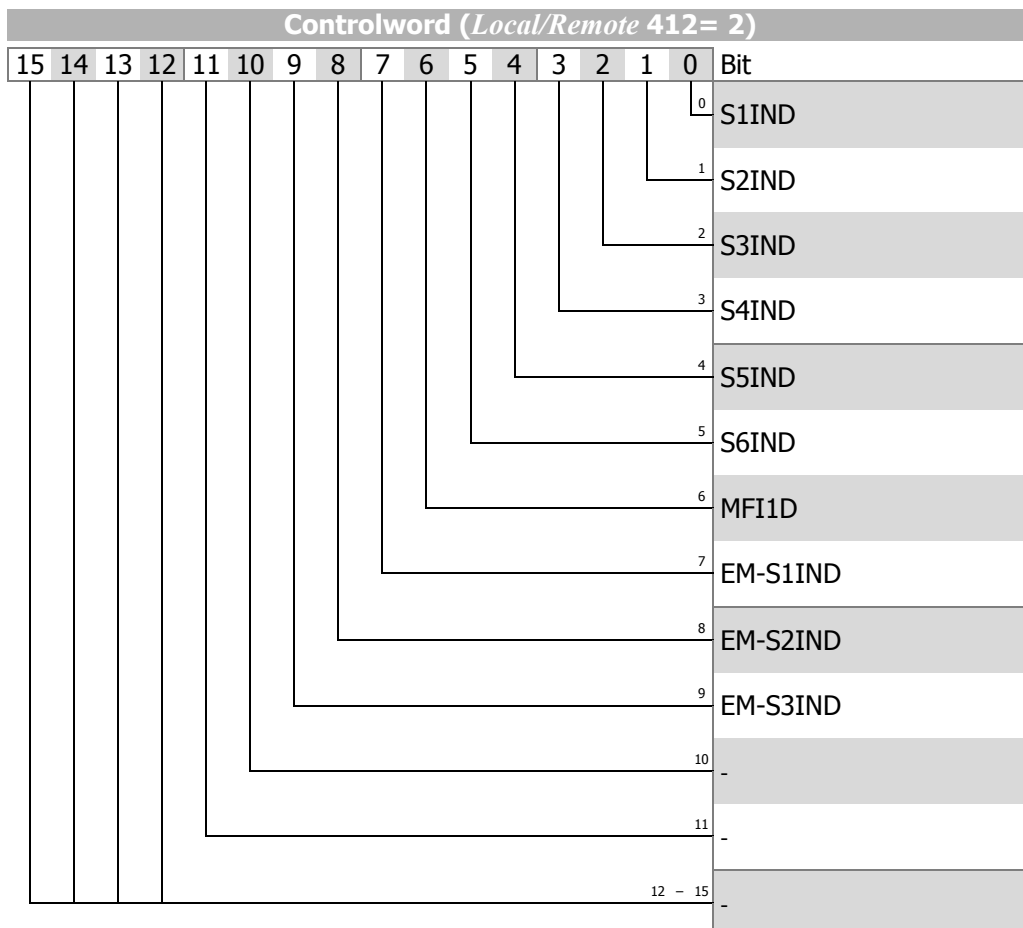 Controlword (Local/Remote 412= 2)
15 14 13 12 11 10 9 8 7 6 5 4 3 2 1 0 Bit
0 S1IND
1 S2IND
2 S3IND
3 S4IND
4 S5IND
5 S6IND
6 MFI1D
7 EM-S1IND
8 EM-S2IND
9 EM-S3IND
10 -
11 -
12 – 15 -